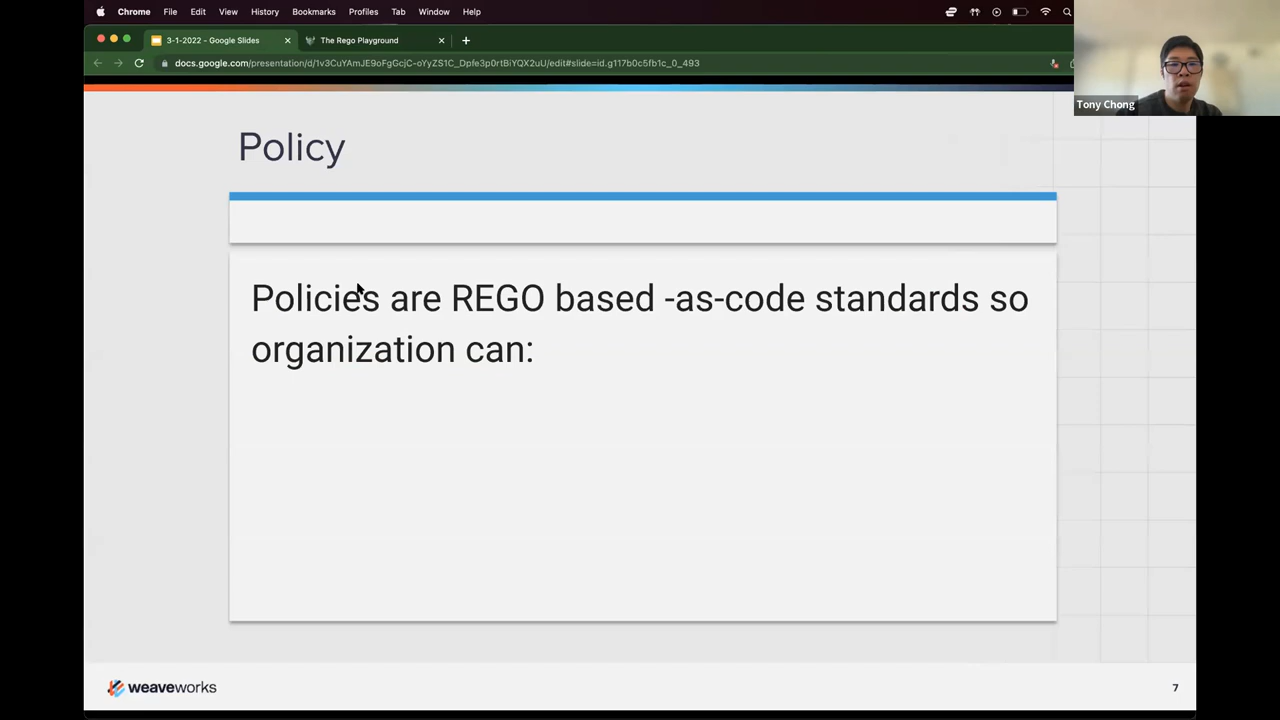 Chrome File Edit View History Bookmarks Profiles Tab Window Help
3-1-2022 - Google Slides
The Rego Playground
docs.google.com/presentation/d/1v3CuYAmJE9oFgGcjC-oYyZS1C_Dpfe3p0rtBiYQX2uU/edit#slide=id.g117b0c5fb1c_0_493
Tony Chong
Policy
Policies are REGO based -as-code standards so
organization can:
weaveworks
7